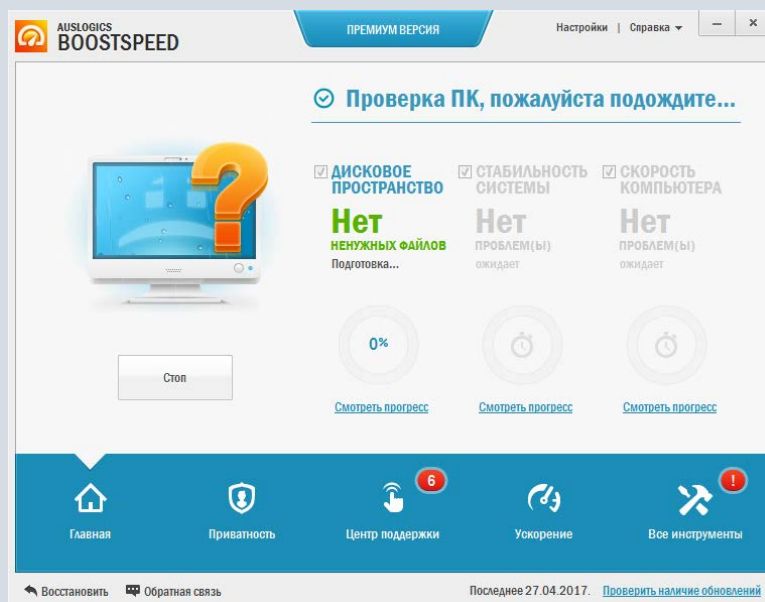 AUSLOGICS
BOOSTSPEED
ПРЕМИУМ ВЕРСИЯ
Настройки | Справка
Проверка ПК, пожалуйста подождите...
ДИСКОВОЕ
ПРОСТРАНСТВО
Нет
НЕНУЖНЫХ ФАЙЛОВ
Подготовка...
0%
Смотреть прогресс
СТАБИЛЬНОСТЬ
СИСТЕМЫ
Нет
ПРОБЛЕМ(Ы)
ожидает
Смотреть прогресс
СКОРОСТЬ
КОМПЬЮТЕРА
Нет
ПРОБЛЕМ(Ы)
ожидает
Смотреть прогресс
Стоп
Главная
Приватность
6
Центр поддержки
Ускорение
!
Все инструменты
Восстановить
Обратная связь
Последнее 27.04.2017.
Проверить наличие обновлений